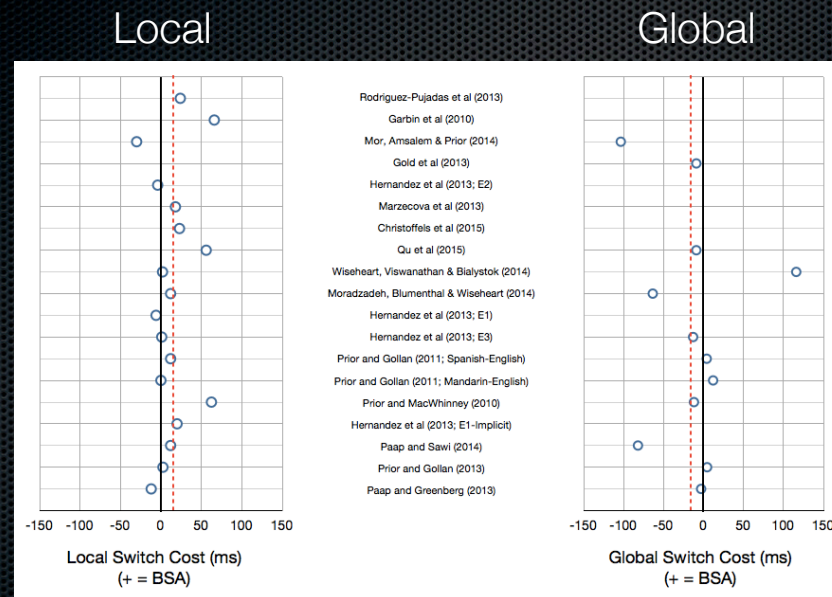 Local
Global
Rodriguez-Pujadas et al (2013)
Garbin et al (2010)
Mor, Amsalem & Prior (2014)
Gold et al (2013)
Hernandez et al (2013; E2)
Marzecova et al (2013)
Christoffels et al (2015)
Qu et al (2015)
Wiseheart, Viswanathan & Bialystok (2014)
Moradzadeh, Blumenthal & Wiseheart (2014)
Hernandez et al (2013; E1)
Hernandez et al (2013; E3)
Prior and Gollan (2011; Spanish-English)
Prior and Gollan (2011; Mandarin-English)
Prior and MacWhinney (2010)
Hernandez et al (2013; E1-Implicit)
Paap and Sawi (2014)
Prior and Gollan (2013)
Paap and Greenberg (2013)
-150 -100 -50 0 50 100 150
-150 -100 -50 0 50 100 150
Local Switch Cost (ms)
(+ = BSA)
Global Switch Cost (ms)
(+ = BSA)